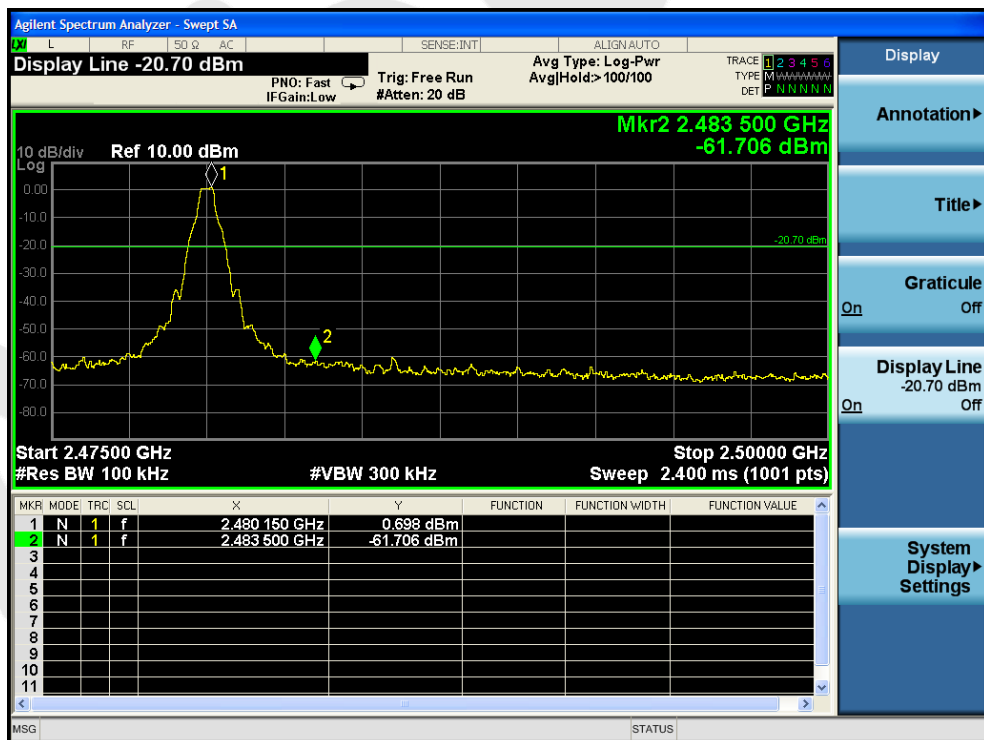 Agilent Spectrum Analyzer - Swept SA
LXI L RF 50 Ω AC SENSE:INT ALIGNAUTO
Display Line -20.70 dBm
PNO: Fast
IFGain:Low
Trig: Free Run
#Atten: 20 dB
Avg Type: Log-Pwr
Avg|Hold:>100/100
TRACE 1 2 3 4 5 6
TYPE M
DET P N N N N N
Mkr2 2.483 500 GHz
-61.706 dBm
10 dB/div Ref 10.00 dBm
Log
1
0.00
-10.0
-20.0
-20.70 dBm
-30.0
-40.0
-50.0
2
-60.0
-70.0
-80.0
Start 2.47500 GHz Stop 2.50000 GHz
#Res BW 100 kHz #VBW 300 kHz Sweep 2.400 ms (1001 pts)
MKR MODE TRC SCL X Y FUNCTION FUNCTION WIDTH FUNCTION VALUE
1 N 1 f 2.480 150 GHz 0.698 dBm
2 N 1 f 2.483 500 GHz -61.706 dBm
3
4
5
6
7
8
9
10
11
MSG STATUS
Display
Annotation
Title
Graticule
On Off
Display Line
-20.70 dBm
On Off
System
Display
Settings